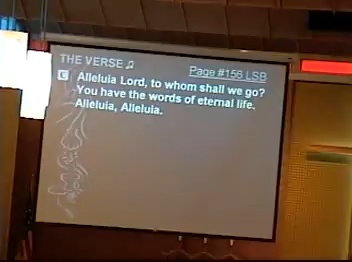 THE VERSE ♫
Page #156 LSB
C Alleluia Lord, to whom shall we go?
You have the words of eternal life.
Alleluia, Alleluia.